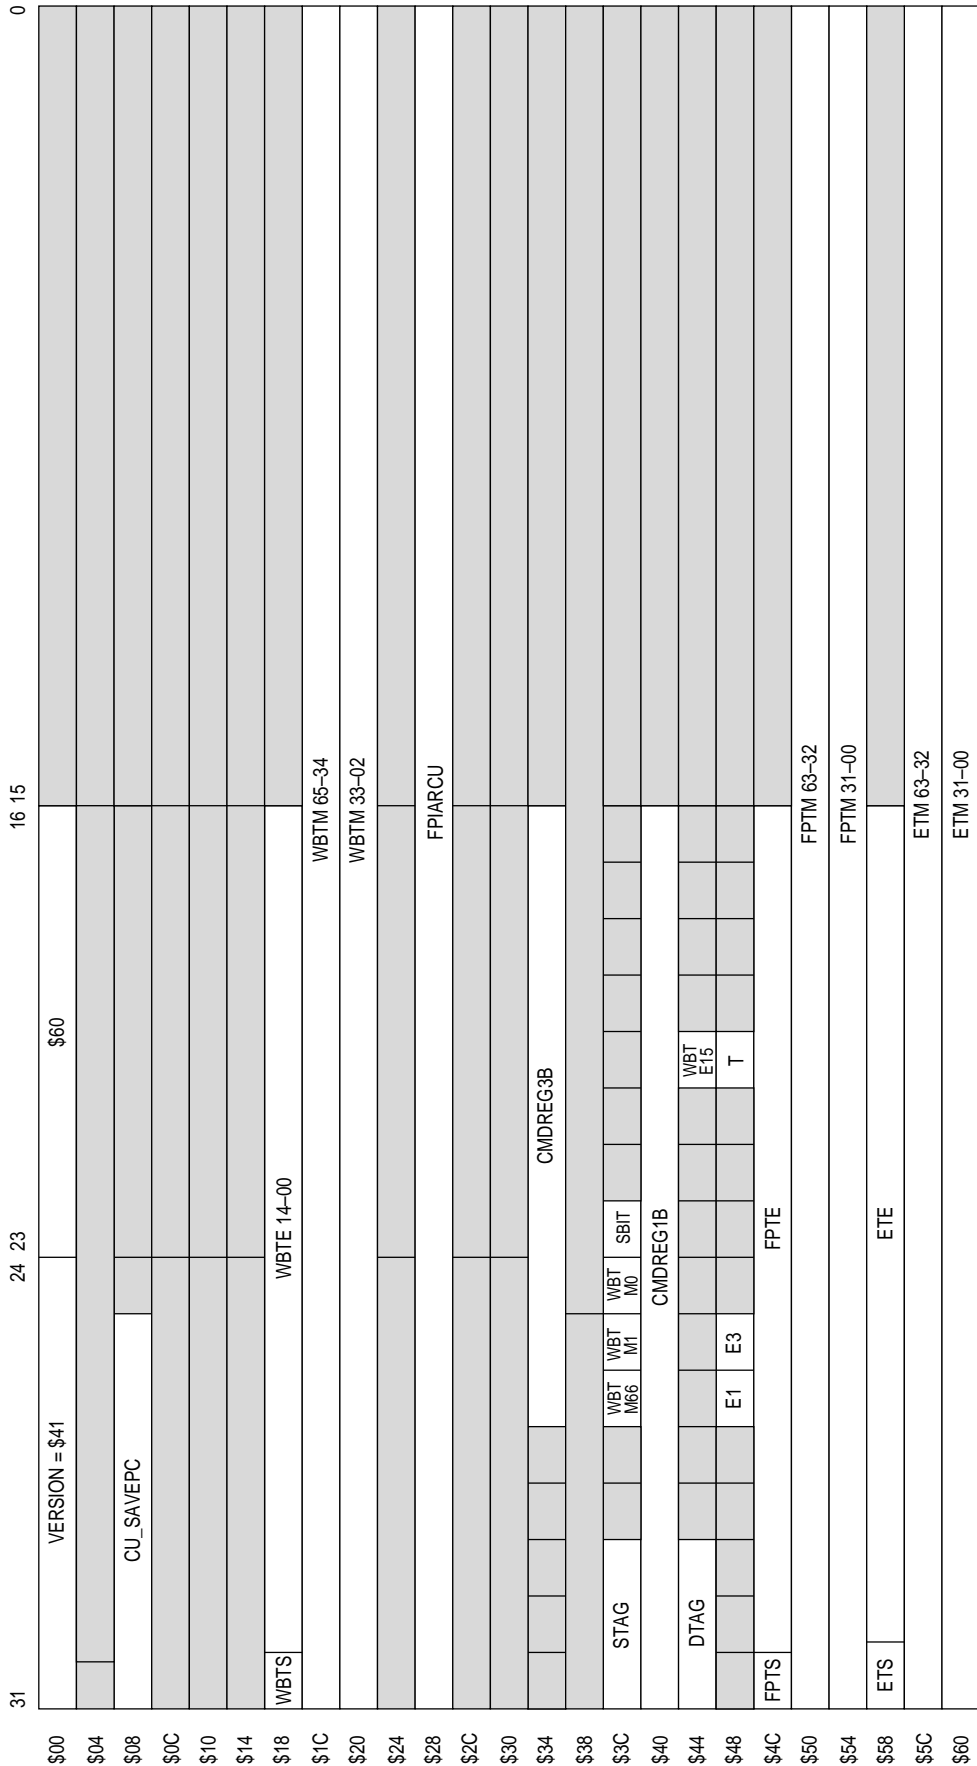 31 24 23 16 15 0
$00 VERSION = $41 $60
$04
$08 CU_SAVEPC
$0C
$10
$14
$18 WBTS WBTE 14–00
$1C WBTM 65–34
$20 WBTM 33–02
$24
$28 FPIARCU
$2C
$30
$34 CMDREG3B
$38
$3C STAG WBT M66 WBT M1 WBT M0 SBIT
$40 CMDREG1B
$44 DTAG WBT E15
$48 E1 E3 T
$4C FPTS FPTE
$50 FPTM 63–32
$54 FPTM 31–00
$58 ETS ETE
$5C ETM 63–32
$60 ETM 31–00